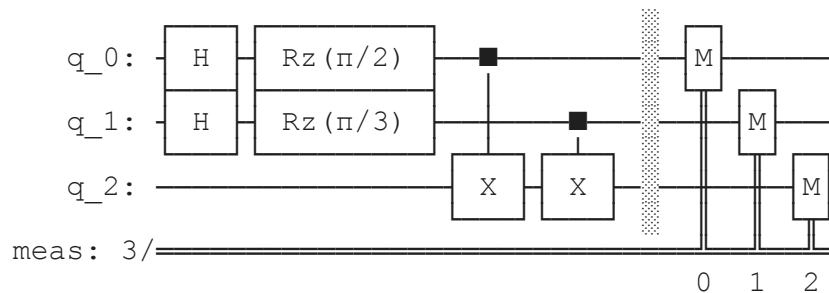 q_0: H Rz(π/2) M
q_1: H Rz(π/3) M
q_2: X X M
meas: 3/
0 1 2